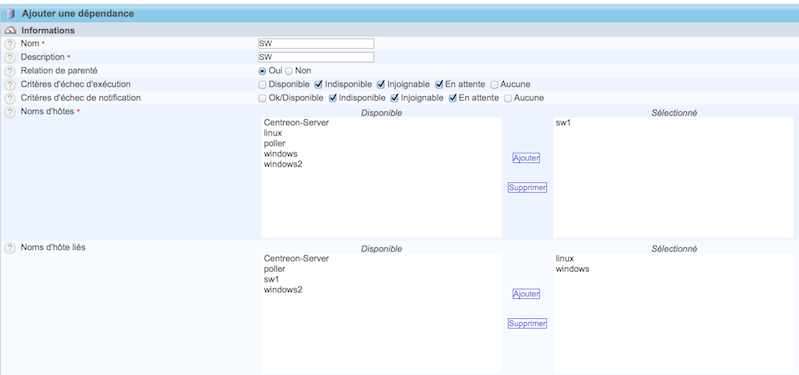 Ajouter une dépendance
Informations
? Nom * SW
? Description * SW
? Relation de parenté Oui Non
? Critères d'échec d'exécution Disponible Indisponible Injoignable En attente Aucune
? Critères d'échec de notification Ok/Disponible Indisponible Injoignable En attente Aucune
? Noms d'hôtes * Disponible Sélectionné
Centreon-Server sw1
linux
poller
windows Ajouter
windows2
Supprimer
? Noms d'hôte liés Disponible Sélectionné
Centreon-Server linux
poller windows
sw1
windows2 Ajouter
Supprimer